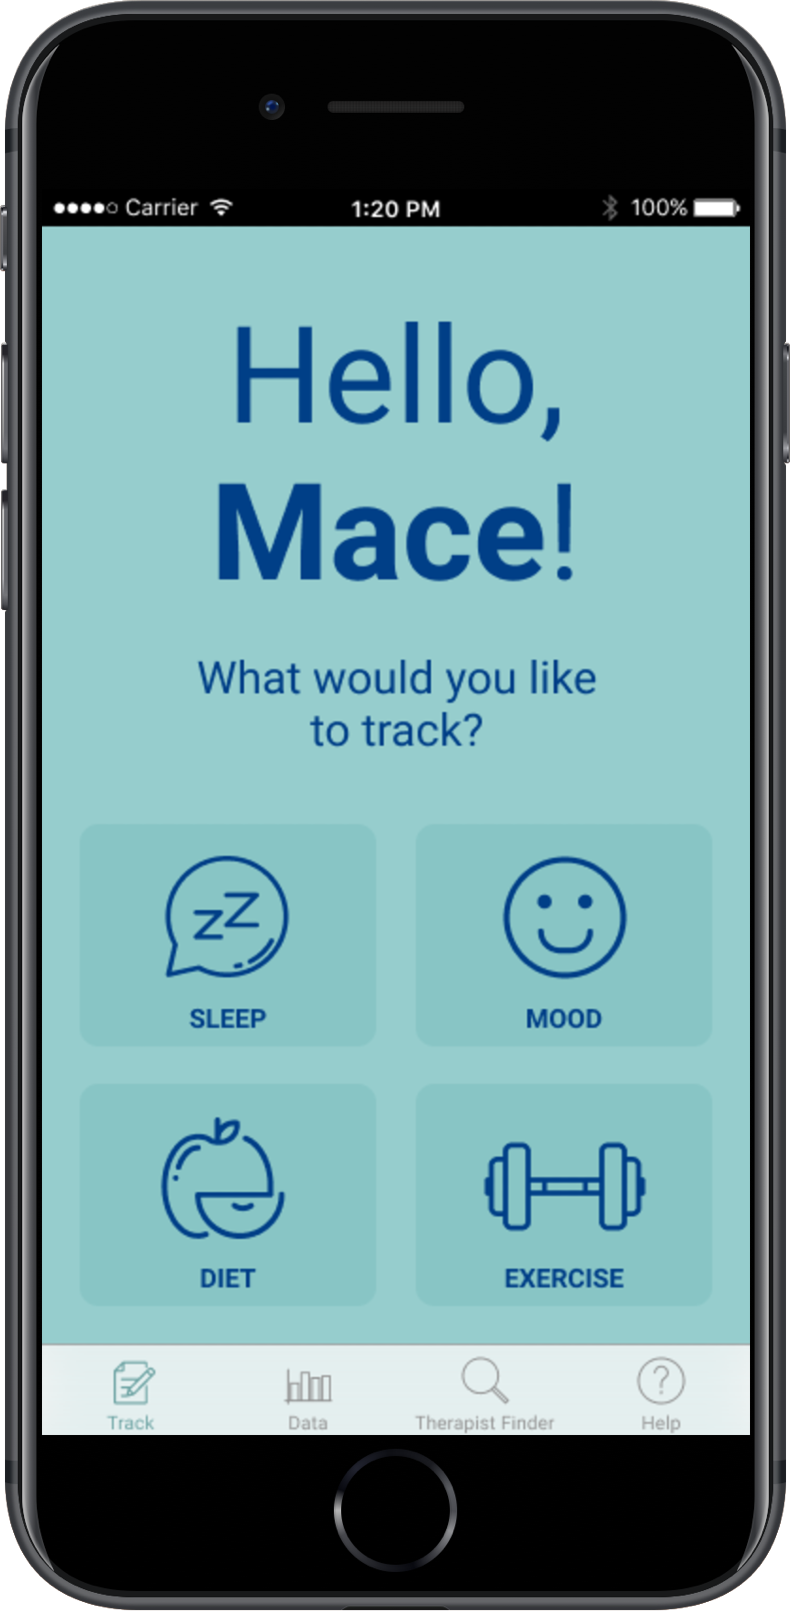 Carrier 1:20 PM 100%
Hello,
Mace!
What would you like
to track?
zZ
SLEEP
MOOD
DIET
EXERCISE
Track
Data
Therapist Finder
?
Help